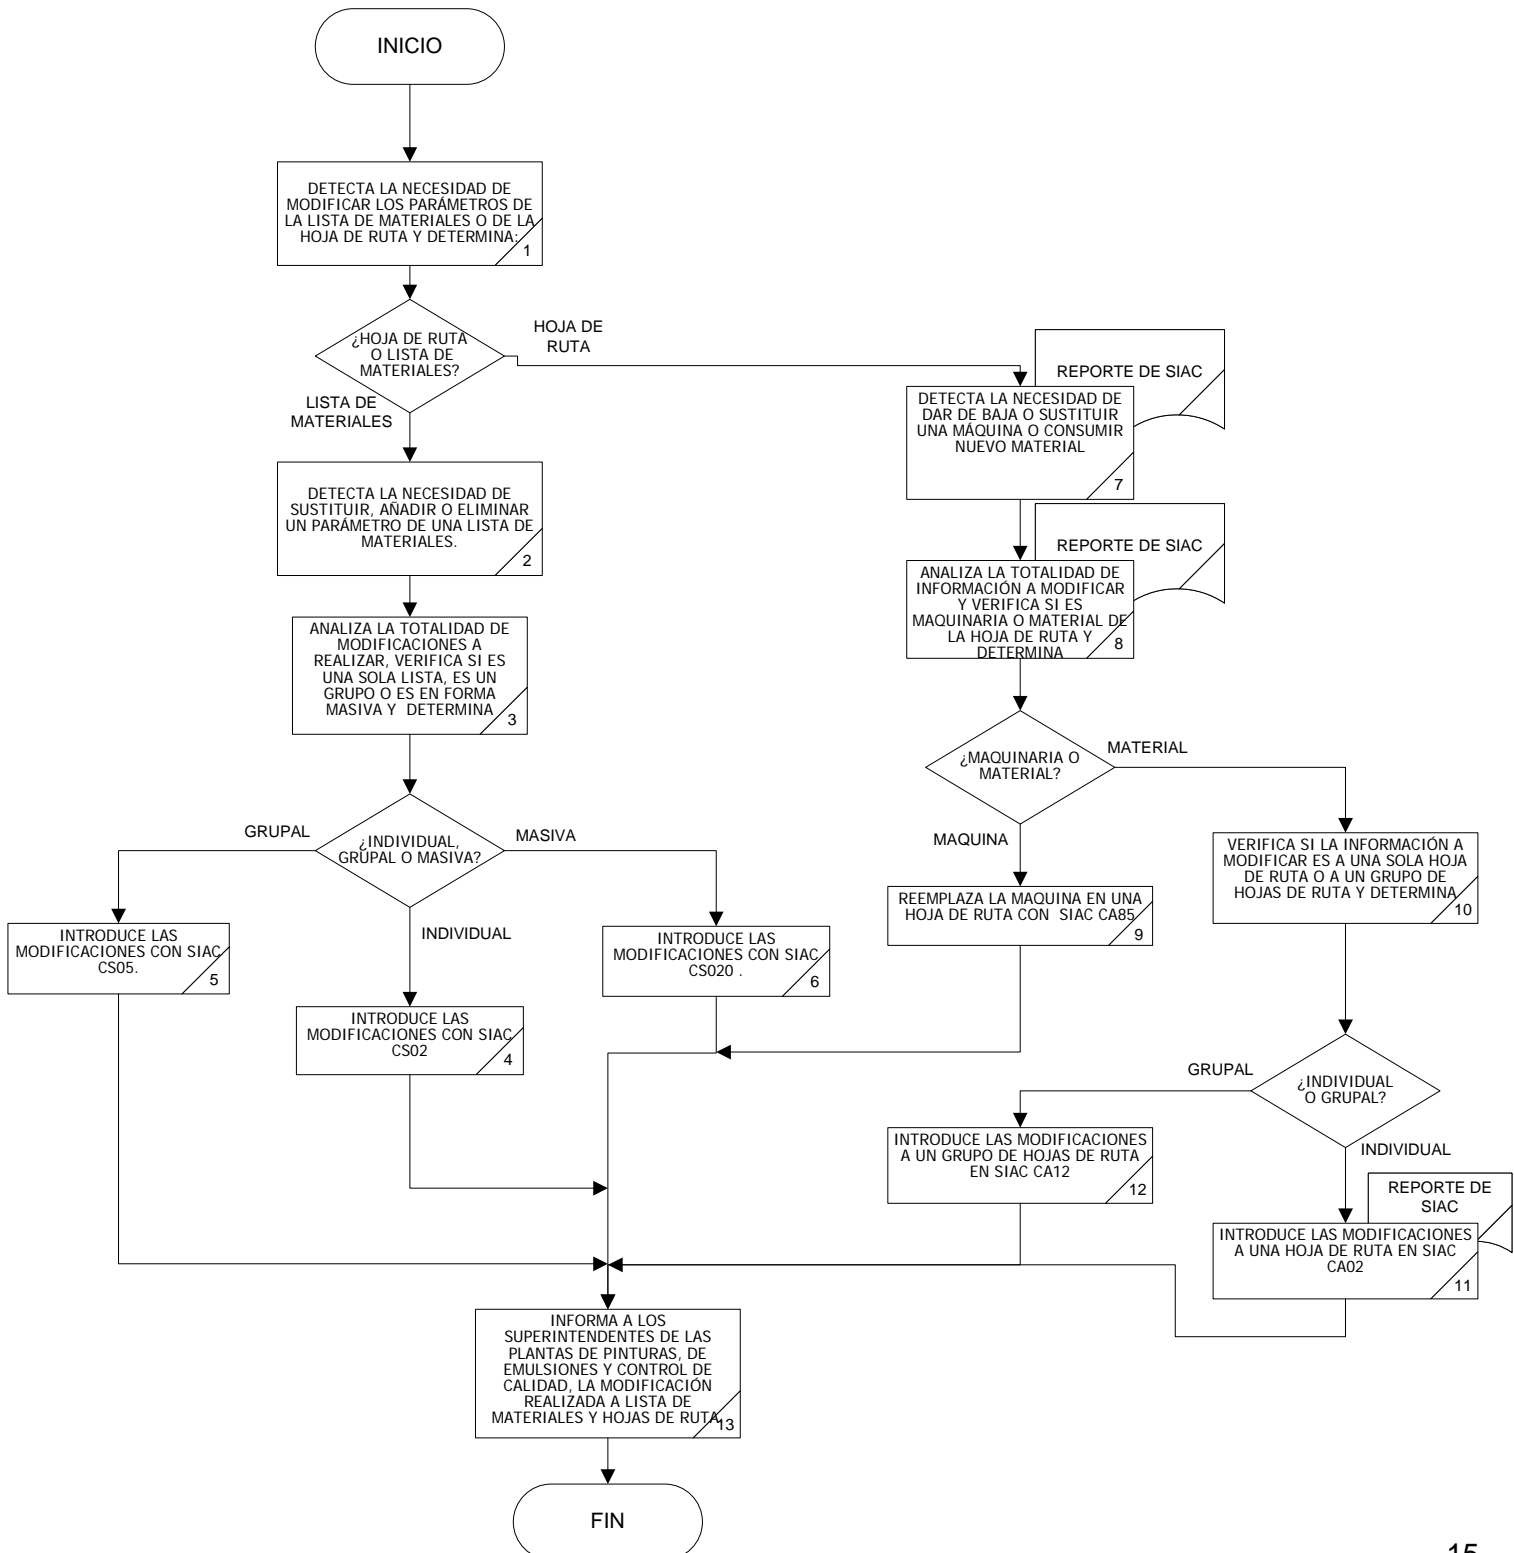 INICIO
DETECTA LA NECESIDAD DE
MODIFICAR LOS PARÁMETROS DE
LA LISTA DE MATERIALES O DE LA
HOJA DE RUTA Y DETERMINA:
1
¿HOJA DE RUTA
O LISTA DE
MATERIALES?
HOJA DE
RUTA
LISTA DE
MATERIALES
DETECTA LA NECESIDAD DE
SUSTITUIR, AÑADIR O ELIMINAR
UN PARÁMETRO DE UNA LISTA DE
MATERIALES.
2
ANALIZA LA TOTALIDAD DE
MODIFICACIONES A
REALIZAR, VERIFICA SI ES
UNA SOLA LISTA, ES UN
GRUPO O ES EN FORMA
MASIVA Y DETERMINA
3
¿INDIVIDUAL,
GRUPAL O MASIVA?
GRUPAL
MASIVA
INDIVIDUAL
INTRODUCE LAS
MODIFICACIONES CON SIAC
CS05.
5
INTRODUCE LAS
MODIFICACIONES CON SIAC
CS02
4
INTRODUCE LAS
MODIFICACIONES CON SIAC
CS020 .
6
REPORTE DE SIAC
DETECTA LA NECESIDAD DE
DAR DE BAJA O SUSTITUIR
UNA MÁQUINA O CONSUMIR
NUEVO MATERIAL
7
REPORTE DE SIAC
ANALIZA LA TOTALIDAD DE
INFORMACIÓN A MODIFICAR
Y VERIFICA SI ES
MAQUINARIA O MATERIAL DE
LA HOJA DE RUTA Y
DETERMINA
8
¿MAQUINARIA O
MATERIAL?
MATERIAL
MAQUINA
REEMPLAZA LA MAQUINA EN UNA
HOJA DE RUTA CON SIAC CA85
9
VERIFICA SI LA INFORMACIÓN A
MODIFICAR ES A UNA SOLA HOJA
DE RUTA O A UN GRUPO DE
HOJAS DE RUTA Y DETERMINA
10
¿INDIVIDUAL
O GRUPAL?
GRUPAL
INDIVIDUAL
INTRODUCE LAS MODIFICACIONES
A UN GRUPO DE HOJAS DE RUTA
EN SIAC CA12
12
REPORTE DE
SIAC
INTRODUCE LAS MODIFICACIONES
A UNA HOJA DE RUTA EN SIAC
CA02
11
INFORMA A LOS
SUPERINTENDENTES DE LAS
PLANTAS DE PINTURAS, DE
EMULSIONES Y CONTROL DE
CALIDAD, LA MODIFICACIÓN
REALIZADA A LISTA DE
MATERIALES Y HOJAS DE RUTA
13
FIN
15